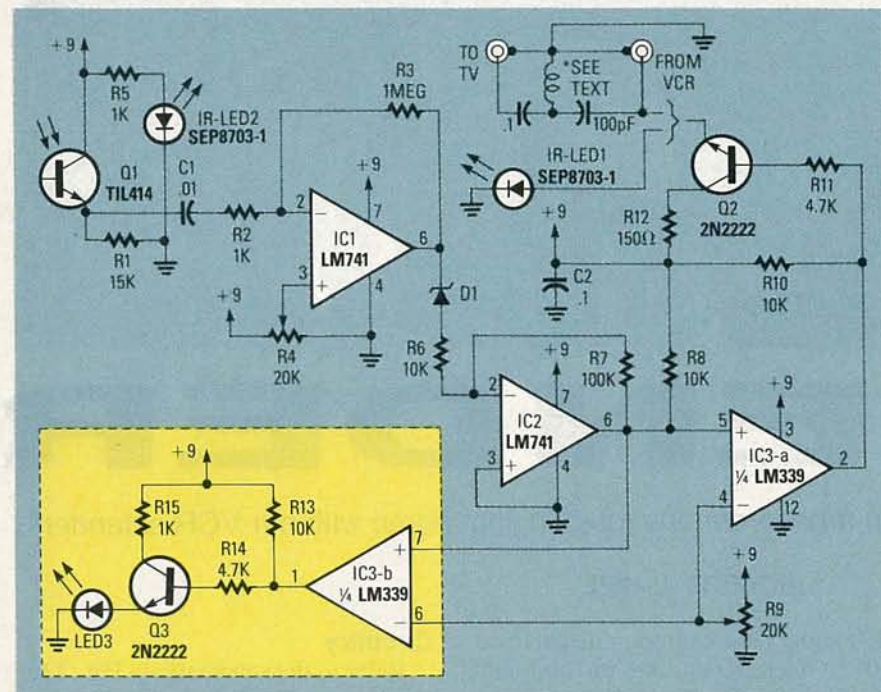 +9
R5
1K
IR-LED2
SEP8703-1
Q1
TIL414
C1
.01
R1
15K
R2
1K
R3
1MEG
+9
2
7
IC1
LM741
6
3
4
+9
R4
20K
TO
TV
*SEE
TEXT
FROM
VCR
.1
100pF
IR-LED1
SEP8703-1
Q2
2N2222
R11
4.7K
R12
150Ω
+9
C2
.1
R10
10K
D1
R6
10K
R7
100K
R8
10K
+9
2
7
IC2
LM741
6
3
4
+9
5
3
IC3-a
¼ LM339
2
4
12
+9
R9
20K
+9
R15
1K
R13
10K
R14
4.7K
1
IC3-b
¼ LM339
7
6
LED3
Q3
2N2222